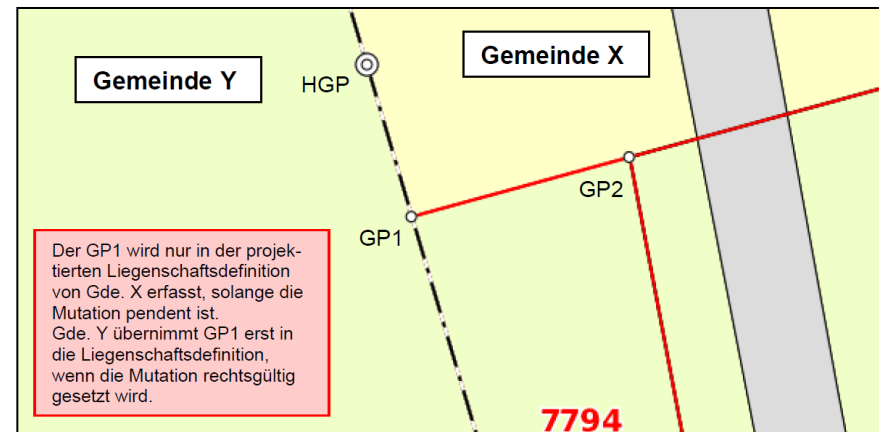 Gemeinde Y
HGP
Gemeinde X
GP2
GP1
Der GP1 wird nur in der projek-
tierten Liegenschaftsdefinition
von Gde. X erfasst, solange die
Mutation pendent ist.
Gde. Y übernimmt GP1 erst in
die Liegenschaftsdefinition,
wenn die Mutation rechtsgültig
gesetzt wird.
7794